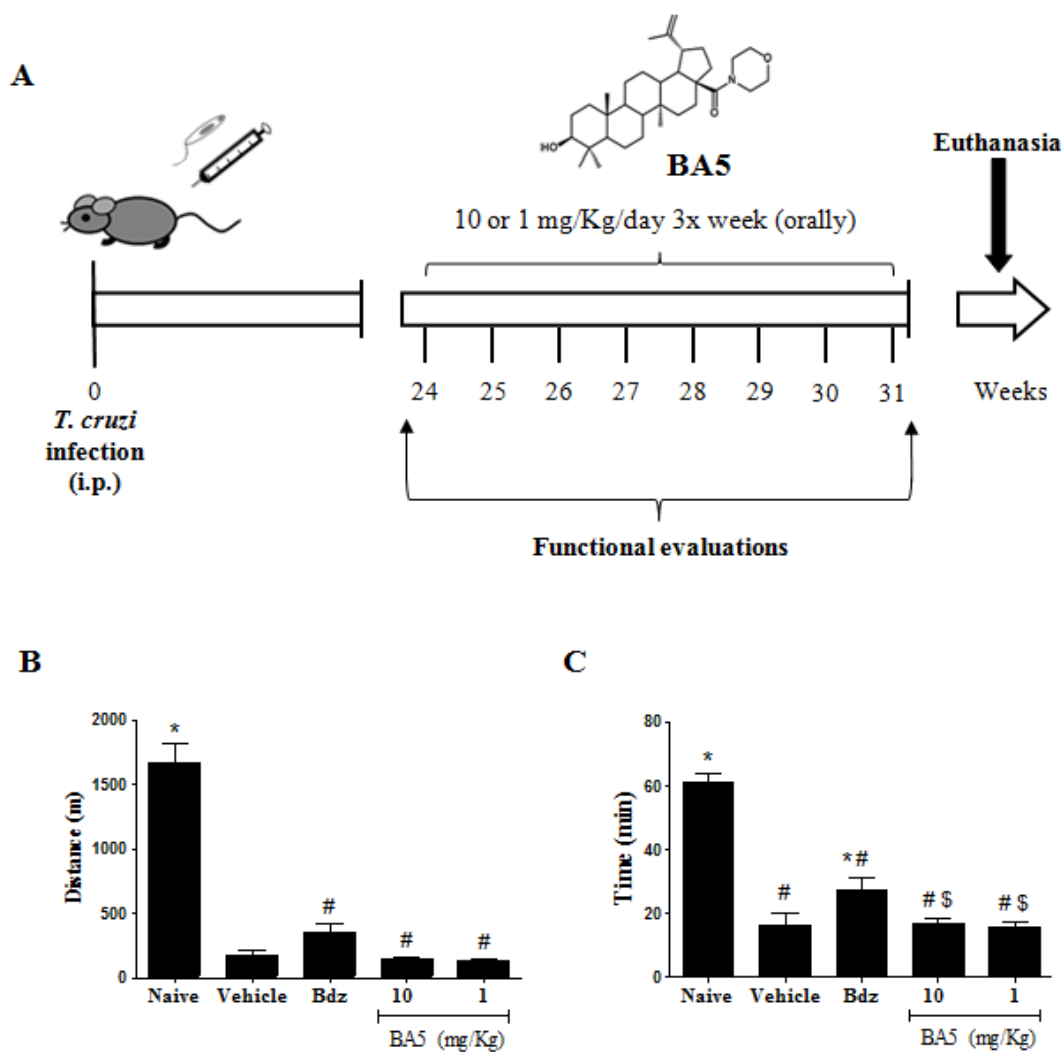 A
HO
N
O
O
BA5
Euthanasia
10 or 1 mg/Kg/day 3x week (orally)
0
24 25 26 27 28 29 30 31 Weeks
T. cruzi
infection
(i.p.)
Functional evaluations
B
Distance (m)
2000
1500
1000
500
0
*
#
#
#
Naive Vehicle Bdz 10 1
BA5 (mg/Kg)
C
Time (min)
80
60
40
20
0
*
#
*#
# $
# $
Naive Vehicle Bdz 10 1
BA5 (mg/Kg)